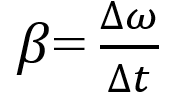 β = Δω / Δt